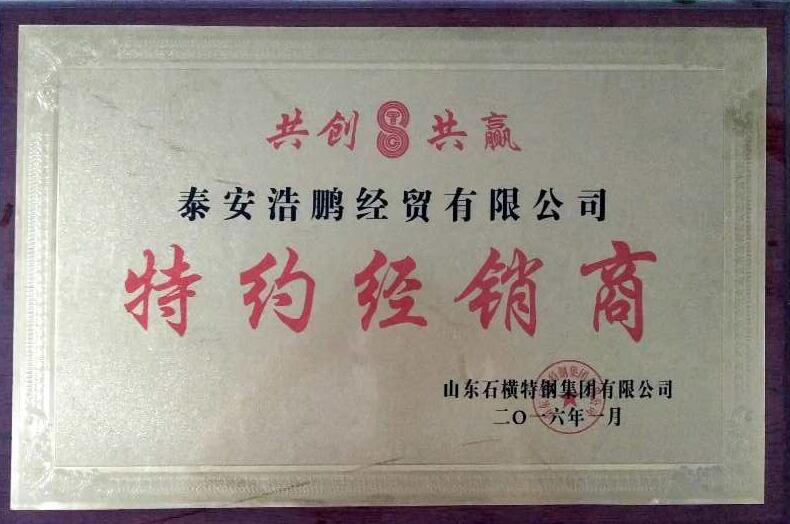 共创 共赢
泰安浩鹏经贸有限公司
特约经销商
山东石横特钢集团有限公司
二〇一六年一月